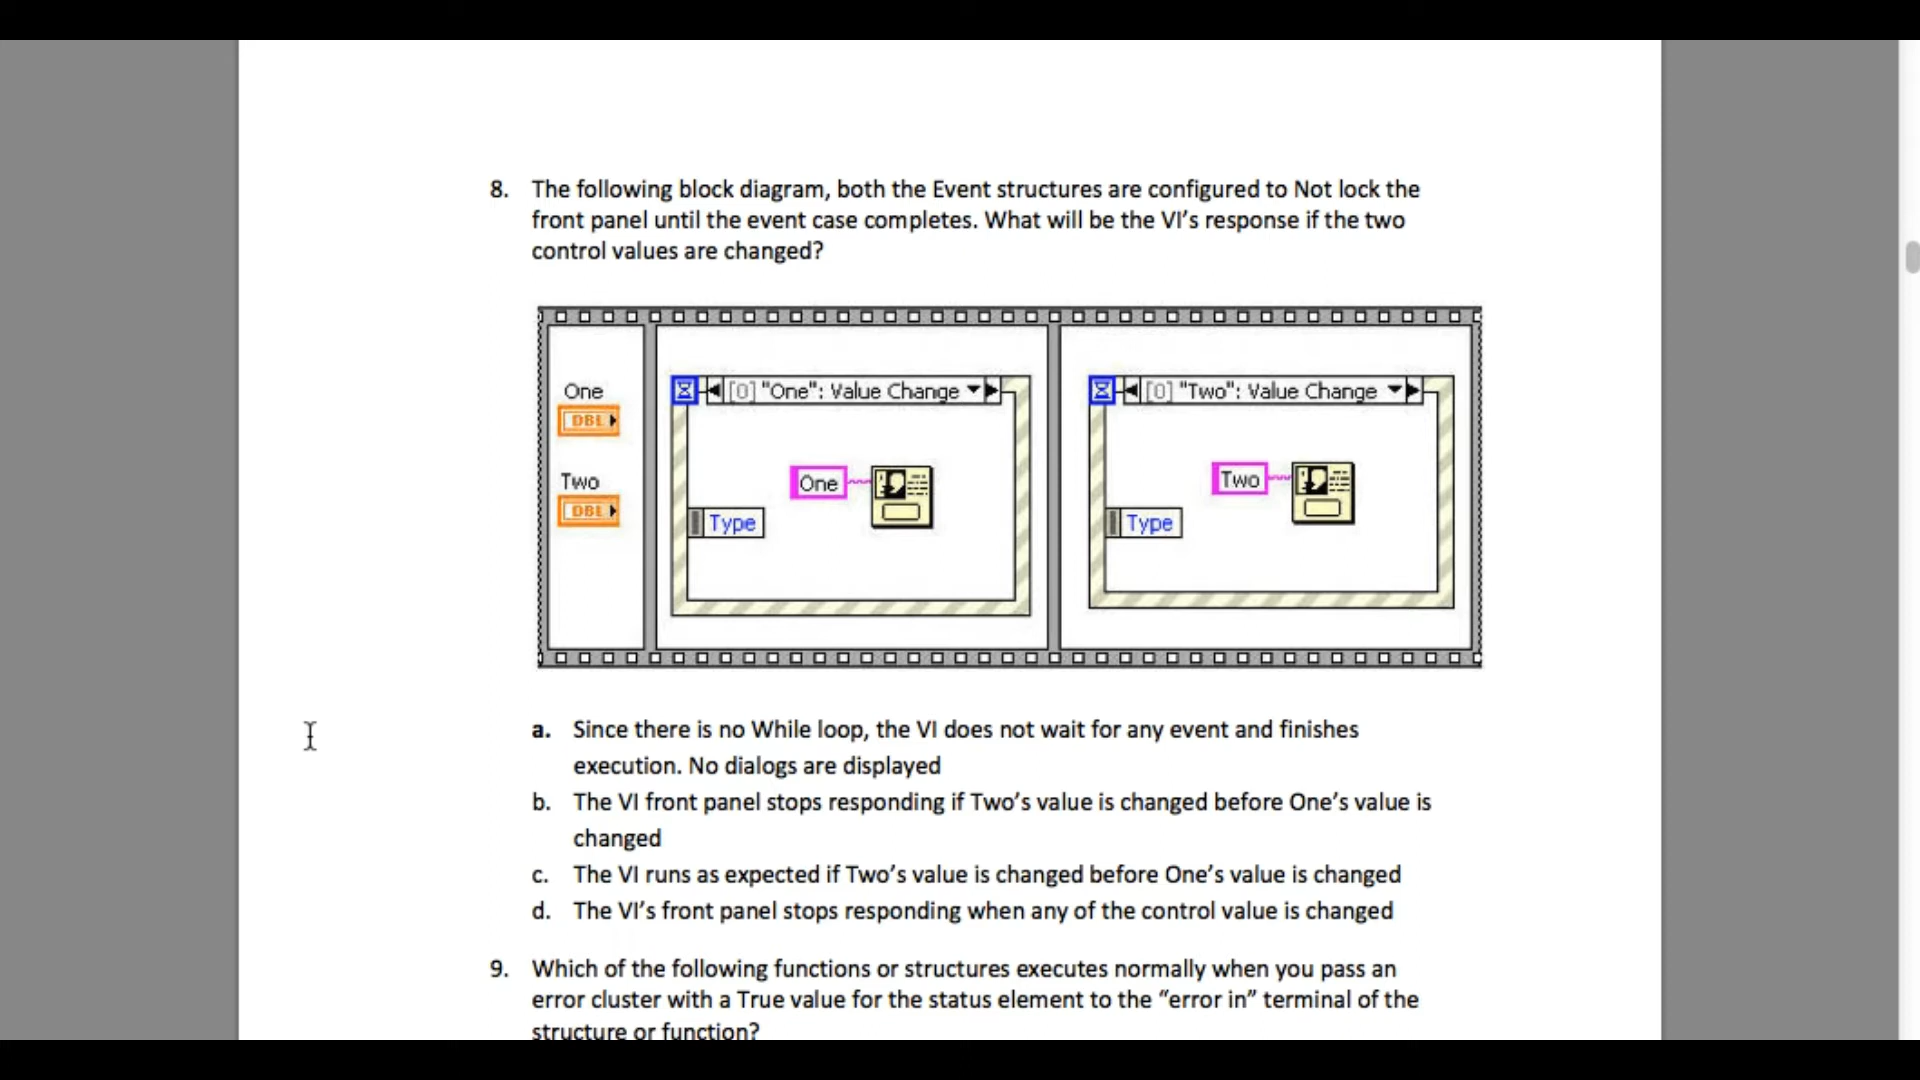 8. The following block diagram, both the Event structures are configured to Not lock the
front panel until the event case completes. What will be the VI's response if the two
control values are changed?
One
DBL
Two
DBL
[0] "One": Value Change
One
Type
[0] "Two": Value Change
Two
Type
a. Since there is no While loop, the VI does not wait for any event and finishes
execution. No dialogs are displayed
b. The VI front panel stops responding if Two's value is changed before One's value is
changed
c. The VI runs as expected if Two's value is changed before One's value is changed
d. The VI's front panel stops responding when any of the control value is changed
9. Which of the following functions or structures executes normally when you pass an
error cluster with a True value for the status element to the “error in” terminal of the
structure or function?